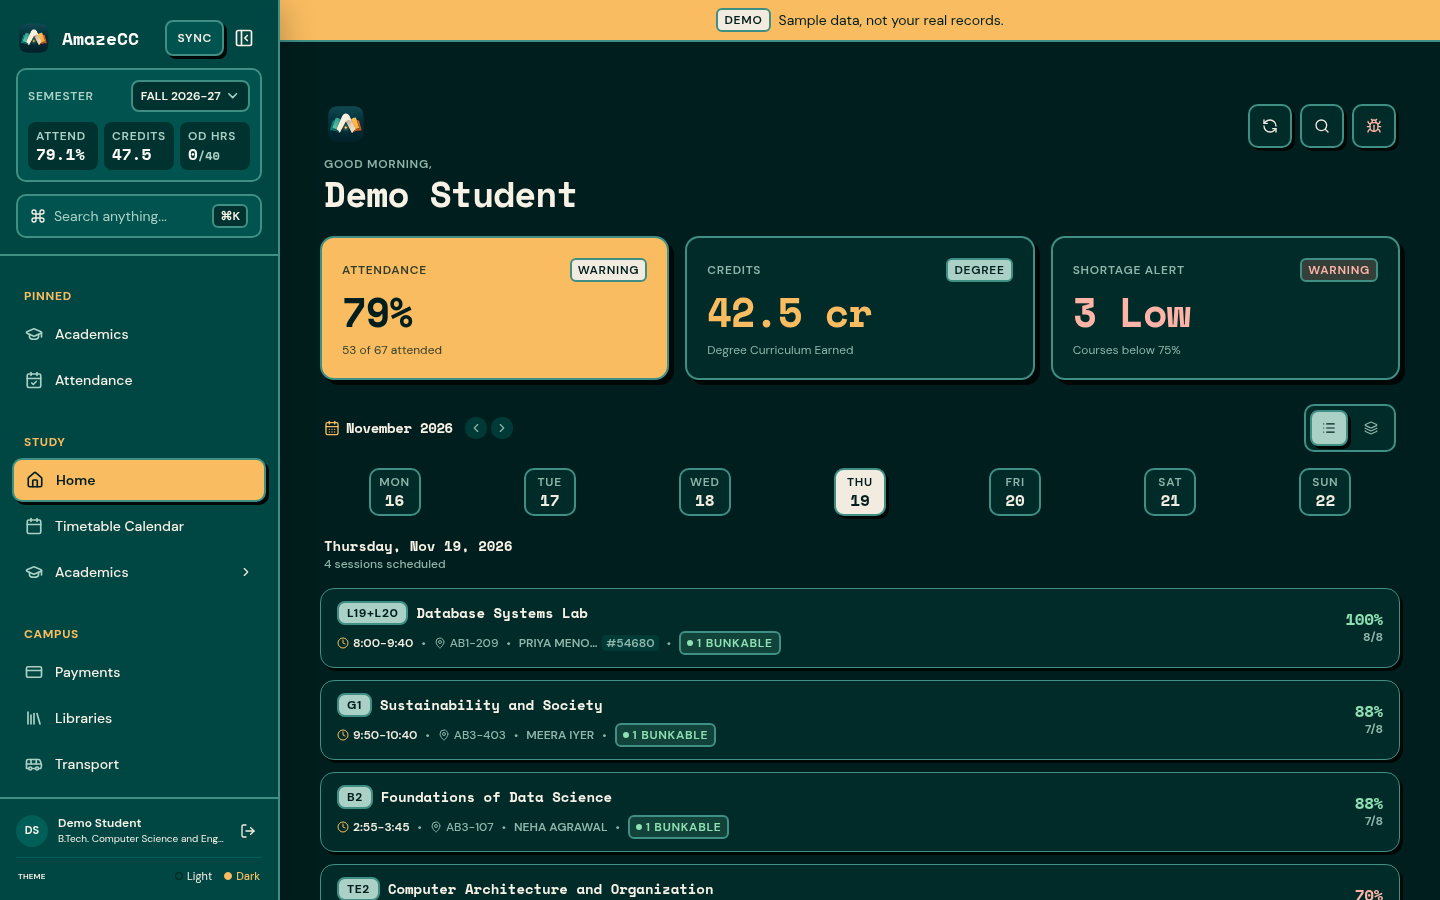 AmazeCC
SYNC
SEMESTER
FALL 2026-27
ATTEND
79.1%
CREDITS
47.5
OD HRS
0/40
Search anything...
⌘K
PINNED
Academics
Attendance
STUDY
Home
Timetable Calendar
Academics
CAMPUS
Payments
Libraries
Transport
DS
Demo Student
B.Tech. Computer Science and Eng...
THEME
Light
Dark
DEMO Sample data, not your real records.
GOOD MORNING,
Demo Student
ATTENDANCE
WARNING
79%
53 of 67 attended
CREDITS
DEGREE
42.5 cr
Degree Curriculum Earned
SHORTAGE ALERT
WARNING
3 Low
Courses below 75%
November 2026
MON
16
TUE
17
WED
18
THU
19
FRI
20
SAT
21
SUN
22
Thursday, Nov 19, 2026
4 sessions scheduled
L19+L20 Database Systems Lab
8:00-9:40 • AB1-209 • PRIYA MENO... #54680 • 1 BUNKABLE
100%
8/8
G1 Sustainability and Society
9:50-10:40 • AB3-403 • MEERA IYER • 1 BUNKABLE
88%
7/8
B2 Foundations of Data Science
2:55-3:45 • AB3-107 • NEHA AGRAWAL • 1 BUNKABLE
88%
7/8
TE2 Computer Architecture and Organization
70%